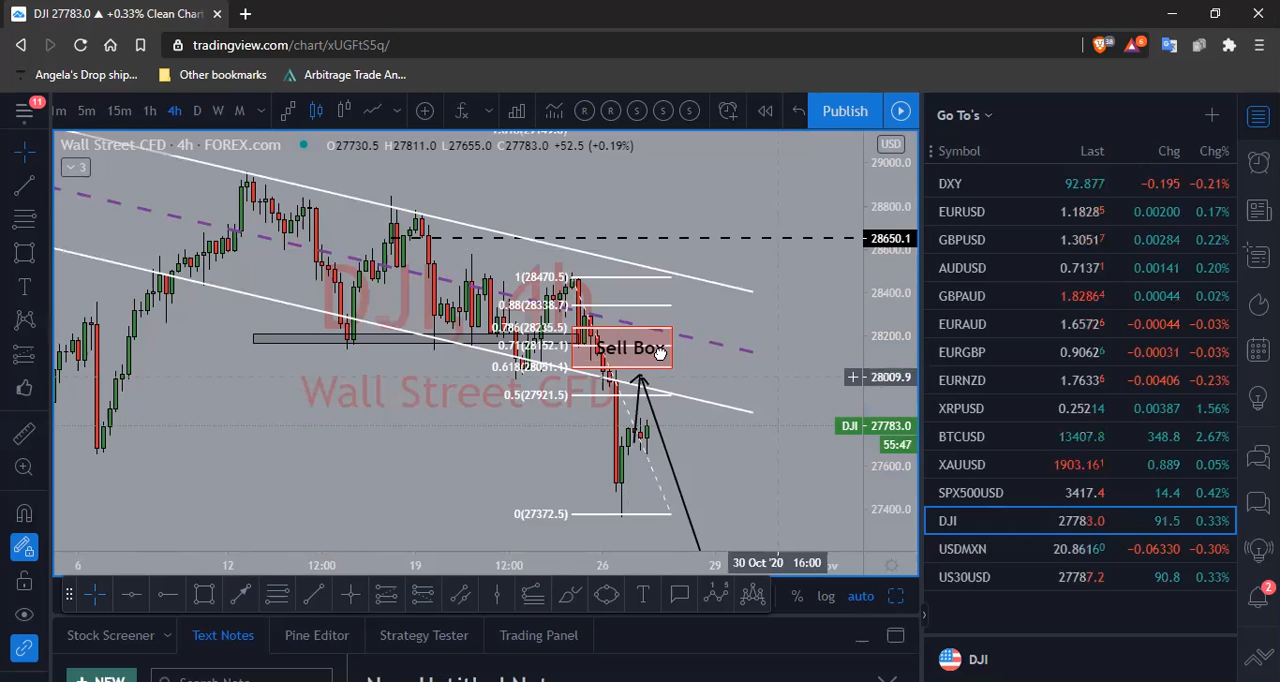 DJI 27783.0 ▲ +0.33% Clean Chart
tradingview.com/chart/xUGFtS5q/
38
6
Angela's Drop ship...
Other bookmarks
Arbitrage Trade An...
11
m 5m 15m 1h 4h D W M
R R S S S
Publish
Go To's
Wall Street CFD · 4h · FOREX.com
O27730.5 H27811.0 L27655.0 C27783.0 +52.5 (+0.19%)
3
USD
DJI, 4h
Wall Street CFD
1(28470.5)
0.88(28338.7)
0.786(28235.5)
0.71(28152.1)
0.618(28051.1)
0.5(27921.5)
0(27372.5)
Sell Box
29000.0
28800.0
28650.1
28600.0
28400.0
28200.0
28009.9
DJI 27783.0
55:47
27600.0
27400.0
6 12 12:00 19 12:00 26 29 30 Oct '20 16:00
Symbol Last Chg Chg%
DXY 92.877 −0.195 −0.21%
EURUSD 1.18285 0.00200 0.17%
GBPUSD 1.30517 0.00284 0.22%
AUDUSD 0.71371 0.00141 0.20%
GBPAUD 1.82864 0.00044 0.02%
EURAUD 1.65726 −0.00044 −0.03%
EURGBP 0.90626 −0.00031 −0.03%
EURNZD 1.76336 −0.00406 −0.23%
XRPUSD 0.25214 0.00387 1.56%
BTCUSD 13407.8 348.8 2.67%
XAUUSD 1903.161 0.889 0.05%
SPX500USD 3417.4 14.4 0.42%
DJI 27783.0 91.5 0.33%
USDMXN 20.86160 −0.06330 −0.30%
US30USD 27787.2 90.8 0.33%
2
% log auto
Stock Screener Text Notes Pine Editor Strategy Tester Trading Panel
DJI
+ NEW
Search Note